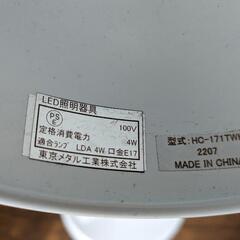 LED照明器具
PS
E
100V
定格消費電力 4W
適合ランプ LDA 4W 口金E17
東京メタル工業株式会社
型式:HC-171TW
2207
MADE IN CHINA